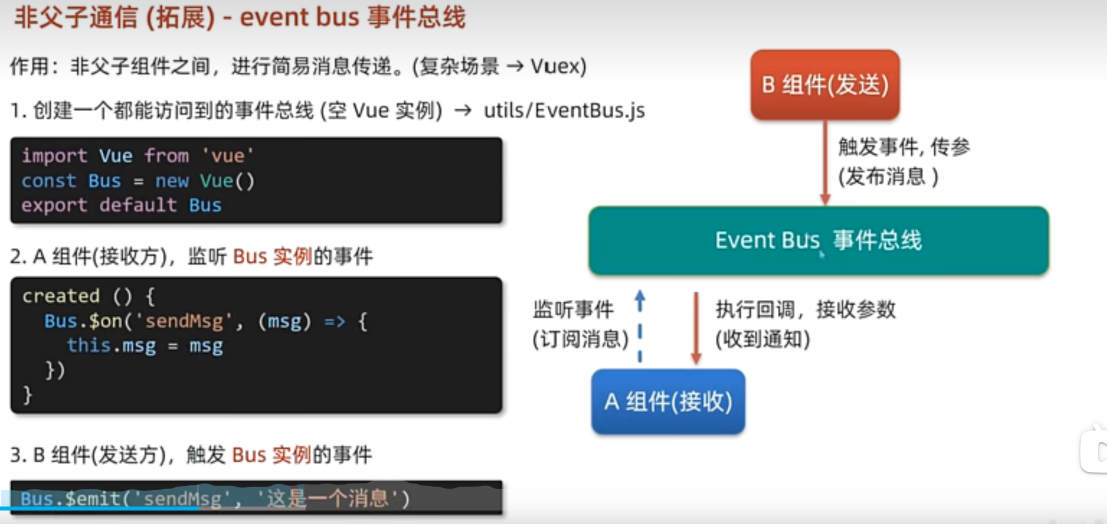 非父子通信 (拓展) - event bus 事件总线
作用：非父子组件之间，进行简易消息传递。(复杂场景 → Vuex)
1. 创建一个都能访问到的事件总线 (空 Vue 实例) → utils/EventBus.js
import Vue from 'vue'
const Bus = new Vue()
export default Bus
2. A 组件(接收方)，监听 Bus 实例的事件
created () {
  Bus.$on('sendMsg', (msg) => {
    this.msg = msg
  })
}
3. B 组件(发送方)，触发 Bus 实例的事件
Bus.$emit('sendMsg', '这是一个消息')
B 组件(发送)
触发事件, 传参
(发布消息 )
Event Bus 事件总线
监听事件
(订阅消息)
执行回调，接收参数
(收到通知)
A 组件(接收)